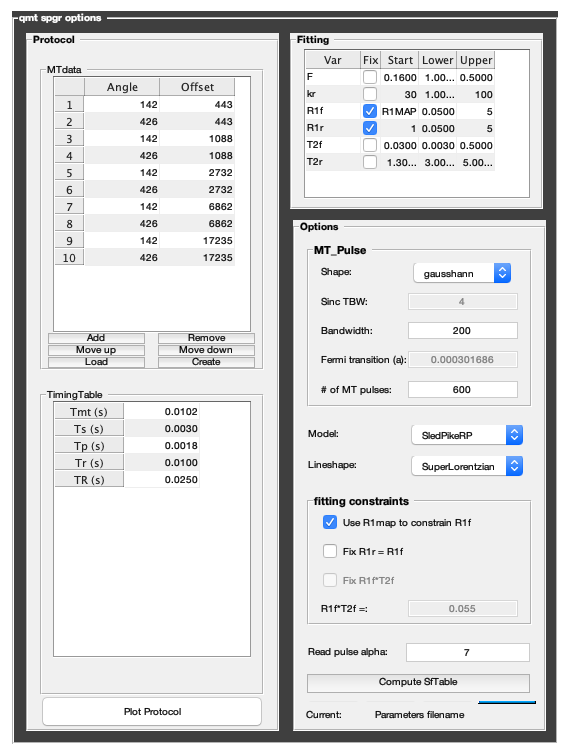 qmt spgr options
Protocol
MTdata
Angle Offset
1 142 443
2 426 443
3 142 1088
4 426 1088
5 142 2732
6 426 2732
7 142 6862
8 426 6862
9 142 17235
10 426 17235
Add Remove
Move up Move down
Load Create
TimingTable
Tmt (s) 0.0102
Ts (s) 0.0030
Tp (s) 0.0018
Tr (s) 0.0100
TR (s) 0.0250
Plot Protocol
Fitting
Var Fix Start Lower Upper
F 0.1600 1.00... 0.5000
kr 30 1.00... 100
R1f R1MAP 0.0500 5
R1r 1 0.0500 5
T2f 0.0300 0.0030 0.5000
T2r 1.30... 3.00... 5.00...
Options
MT_Pulse
Shape: gausshann
Sinc TBW: 4
Bandwidth: 200
Fermi transition (a): 0.000301686
# of MT pulses: 600
Model: SledPikeRP
Lineshape: SuperLorentzian
fitting constraints
Use R1map to constrain R1f
Fix R1r = R1f
Fix R1f*T2f
R1f*T2f =: 0.055
Read pulse alpha: 7
Compute SfTable
Current: Parameters filename